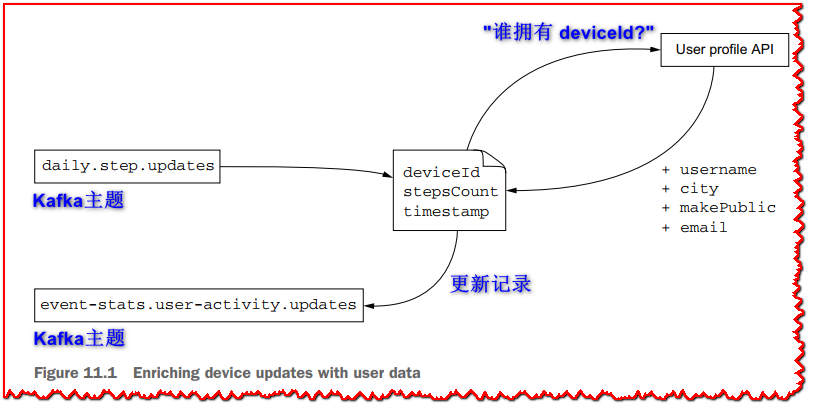 "谁拥有 deviceId?"
User profile API
daily.step.updates
Kafka主题
deviceId
stepsCount
timestamp
+ username
+ city
+ makePublic
+ email
更新记录
event-stats.user-activity.updates
Kafka主题
Figure 11.1 Enriching device updates with user data